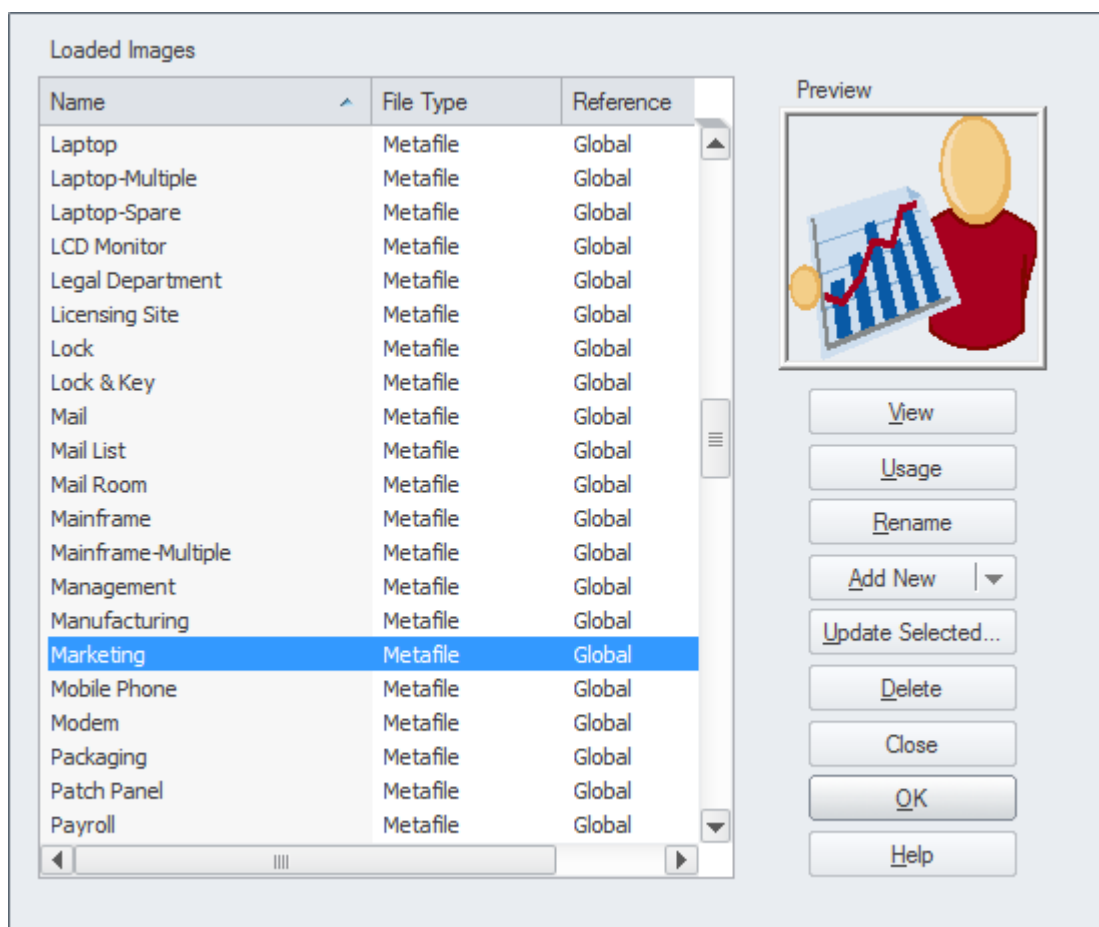 Loaded Images
Name File Type Reference
Laptop Metafile Global
Laptop-Multiple Metafile Global
Laptop-Spare Metafile Global
LCD Monitor Metafile Global
Legal Department Metafile Global
Licensing Site Metafile Global
Lock Metafile Global
Lock & Key Metafile Global
Mail Metafile Global
Mail List Metafile Global
Mail Room Metafile Global
Mainframe Metafile Global
Mainframe-Multiple Metafile Global
Management Metafile Global
Manufacturing Metafile Global
Marketing Metafile Global
Mobile Phone Metafile Global
Modem Metafile Global
Packaging Metafile Global
Patch Panel Metafile Global
Payroll Metafile Global
Preview
View
Usage
Rename
Add New
Update Selected...
Delete
Close
OK
Help